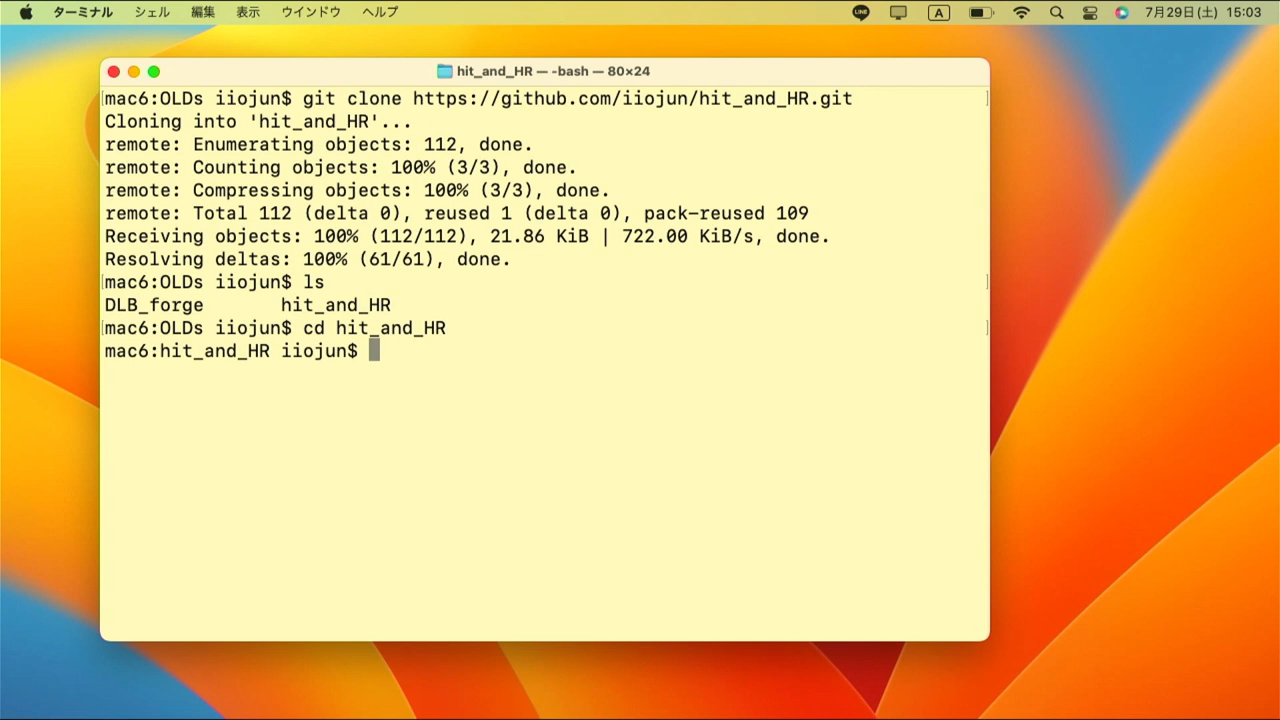 ターミナル シェル 編集 表示 ウインドウ ヘルプ LINE A 7月29日(土) 15:03
hit_and_HR — -bash — 80×24
[mac6:OLDs iiojun$ git clone https://github.com/iiojun/hit_and_HR.git ]
Cloning into 'hit_and_HR'...
remote: Enumerating objects: 112, done.
remote: Counting objects: 100% (3/3), done.
remote: Compressing objects: 100% (3/3), done.
remote: Total 112 (delta 0), reused 1 (delta 0), pack-reused 109
Receiving objects: 100% (112/112), 21.86 KiB | 722.00 KiB/s, done.
Resolving deltas: 100% (61/61), done.
[mac6:OLDs iiojun$ ls ]
DLB_forge hit_and_HR
[mac6:OLDs iiojun$ cd hit_and_HR ]
mac6:hit_and_HR iiojun$